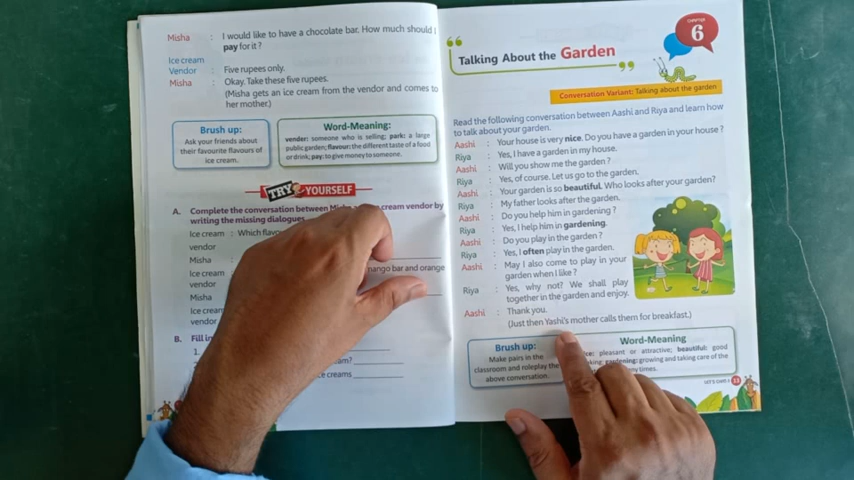 Misha : I would like to have a chocolate bar. How much should I
pay for it ?
Ice cream
Vendor : Five rupees only.
Misha : Okay. Take these five rupees.
(Misha gets an ice cream from the vendor and comes to
her mother.)
Brush up:
Ask your friends about
their favourite flavours of
ice cream.
Word-Meaning:
vender: someone who is selling; park: a large
public garden; flavour: the different taste of a food
or drink; pay: to give money to someone.
TRY YOURSELF
A. Complete the conversation between cream vendor by
writing the missing dialogues
Ice cream : Which
vendor
Misha :
Ice cream mango bar and orange
vendor
Misha
Ice cream
vendor
B. Fill in
1.
am?
ce creams
CHAPTER
6
Talking About the Garden
Conversation Variant: Talking about the garden
Read the following conversation between Aashi and Riya and learn how
to talk about your garden.
Aashi : Your house is very nice. Do you have a garden in your house ?
Riya : Yes, I have a garden in my house.
Aashi : Will you show me the garden ?
Riya : Yes, of course. Let us go to the garden.
Aashi : Your garden is so beautiful. Who looks after your garden?
Riya : My father looks after the garden.
Aashi : Do you help him in gardening ?
Riya : Yes, I help him in gardening.
Aashi : Do you play in the garden ?
Riya : Yes, I often play in the garden.
Aashi : May I also come to play in your
garden when I like ?
Riya : Yes, why not? We shall play
together in the garden and enjoy.
Aashi : Thank you.
(Just then Yashi's mother calls them for breakfast.)
Brush up:
Make pairs in the
classroom and roleplay the
above conversation.
Word-Meaning
ce: pleasant or attractive; beautiful: good
king; gardening: growing and taking care of the
ny times.
13